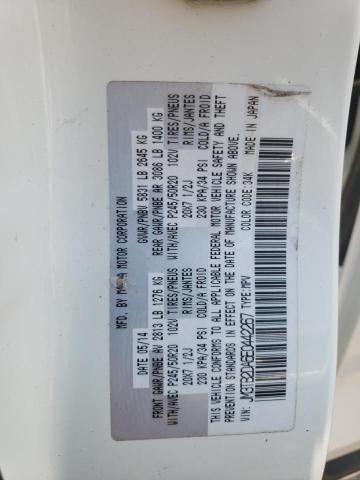 MFD. BY MAZDA MOTOR CORPORATION
DATE 05/14 GVWR/PNBV 5831 LB 2645 KG
FRONT GAWR/PNBE AV 2813 LB 1276 KG REAR GAWR/PNBE AR 3086 LB 1400 KG
WITH/AVEC P245/50R20 102V TIRES/PNEUS WITH/AVEC P245/50R20 102V TIRES/PNEUS
20X7 1/2J RIMS/JANTES 20X7 1/2J RIMS/JANTES
230 KPA/34 PSI COLD/A FROID 230 KPA/34 PSI COLD/A FROID
THIS VEHICLE CONFORMS TO ALL APPLICABLE FEDERAL MOTOR VEHICLE SAFETY AND THEFT
PREVENTION STANDARDS IN EFFECT ON THE DATE OF MANUFACTURE SHOWN ABOVE.
VIN: TYPE: MPV COLOR CODE: 34K MADE IN JAPAN